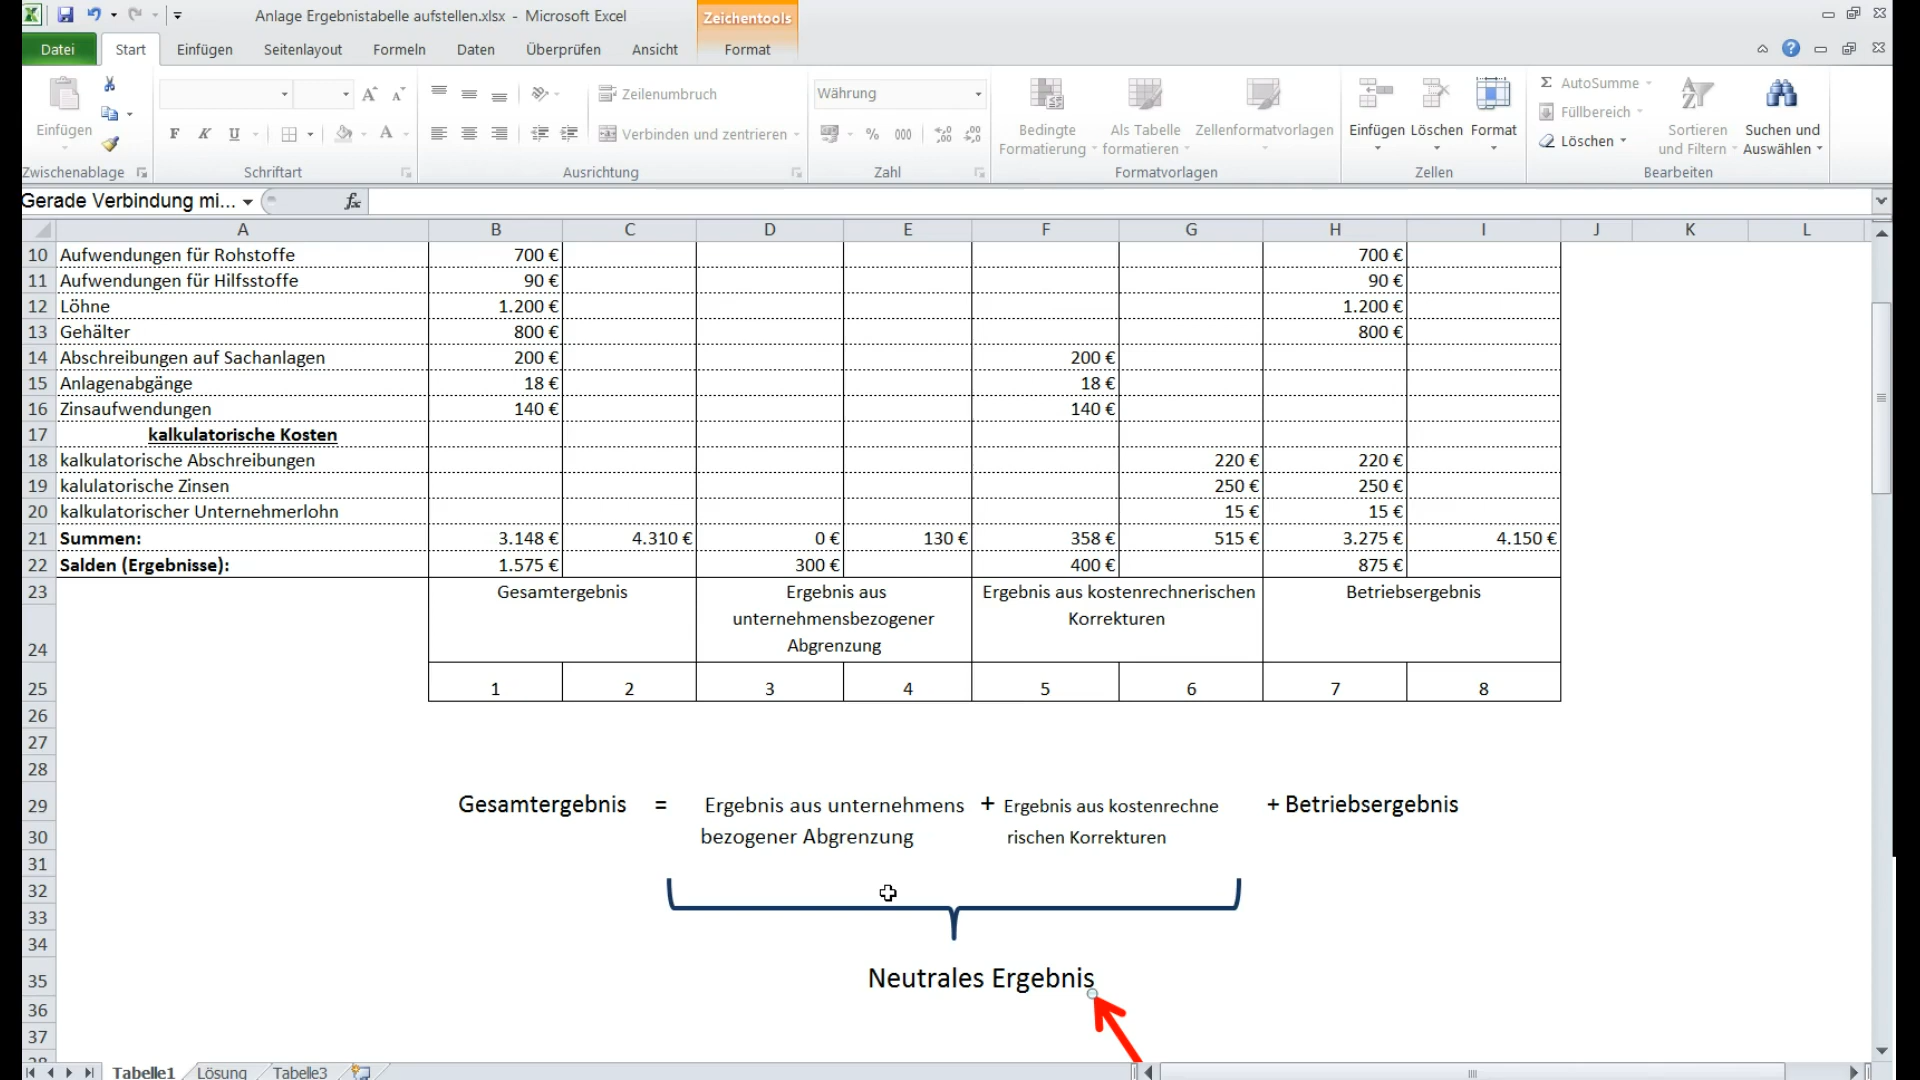 Anlage Ergebnistabelle aufstellen.xlsx - Microsoft Excel
Zeichentools
Datei Start Einfügen Seitenlayout Formeln Daten Überprüfen Ansicht Format
Einfügen
Zwischenablage
F K U
Schriftart
Zeilenumbruch
Verbinden und zentrieren
Ausrichtung
Währung
% 000
Zahl
Bedingte Formatierung
Als Tabelle formatieren
Zellenformatvorlagen
Formatvorlagen
Einfügen Löschen Format
Zellen
Σ AutoSumme
Füllbereich
Löschen
Sortieren und Filtern
Suchen und Auswählen
Bearbeiten
Gerade Verbindung mi... fx
A B C D E F G H I J K L
10 Aufwendungen für Rohstoffe 700 € 700 €
11 Aufwendungen für Hilfsstoffe 90 € 90 €
12 Löhne 1.200 € 1.200 €
13 Gehälter 800 € 800 €
14 Abschreibungen auf Sachanlagen 200 € 200 €
15 Anlagenabgänge 18 € 18 €
16 Zinsaufwendungen 140 € 140 €
17 kalkulatorische Kosten
18 kalkulatorische Abschreibungen 220 € 220 €
19 kalulatorische Zinsen 250 € 250 €
20 kalkulatorischer Unternehmerlohn 15 € 15 €
21 Summen: 3.148 € 4.310 € 0 € 130 € 358 € 515 € 3.275 € 4.150 €
22 Salden (Ergebnisse): 1.575 € 300 € 400 € 875 €
23 Gesamtergebnis Ergebnis aus Ergebnis aus kostenrechnerischen Betriebsergebnis
unternehmensbezogener Korrekturen
24 Abgrenzung
25 1 2 3 4 5 6 7 8
26
27
28
29 Gesamtergebnis = Ergebnis aus unternehmens + Ergebnis aus kostenrechne + Betriebsergebnis
30 bezogener Abgrenzung rischen Korrekturen
31
32
33
34
35 Neutrales Ergebnis
36
37
38
Tabelle1 Lösung Tabelle3